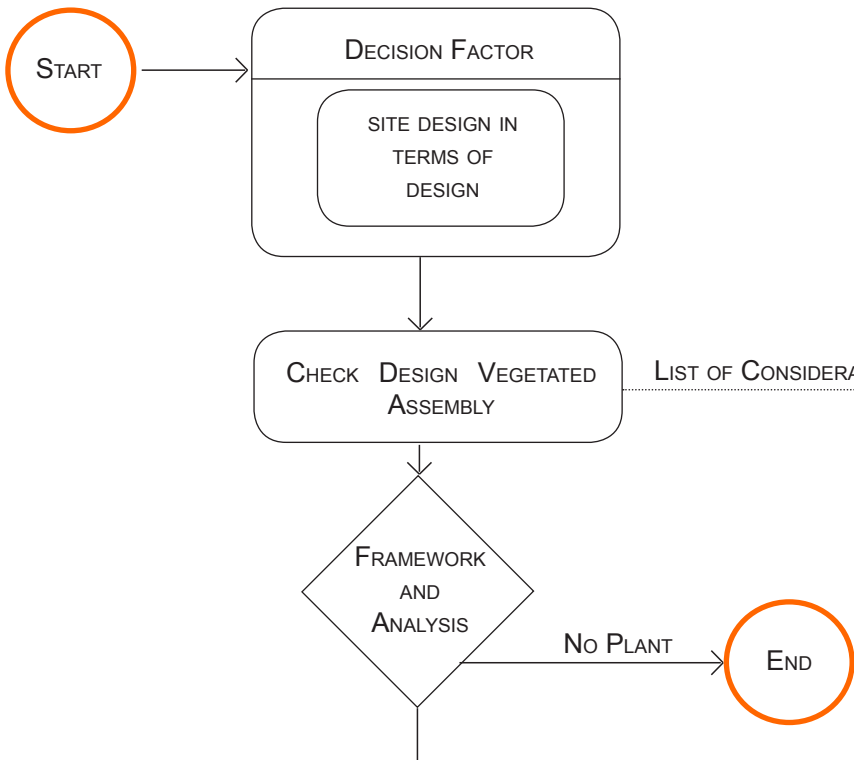 START
DECISION FACTOR
SITE DESIGN IN
TERMS OF
DESIGN
CHECK DESIGN VEGETATED
ASSEMBLY
LIST OF
FRAMEWORK
AND
ANALYSIS
NO PLANT
END